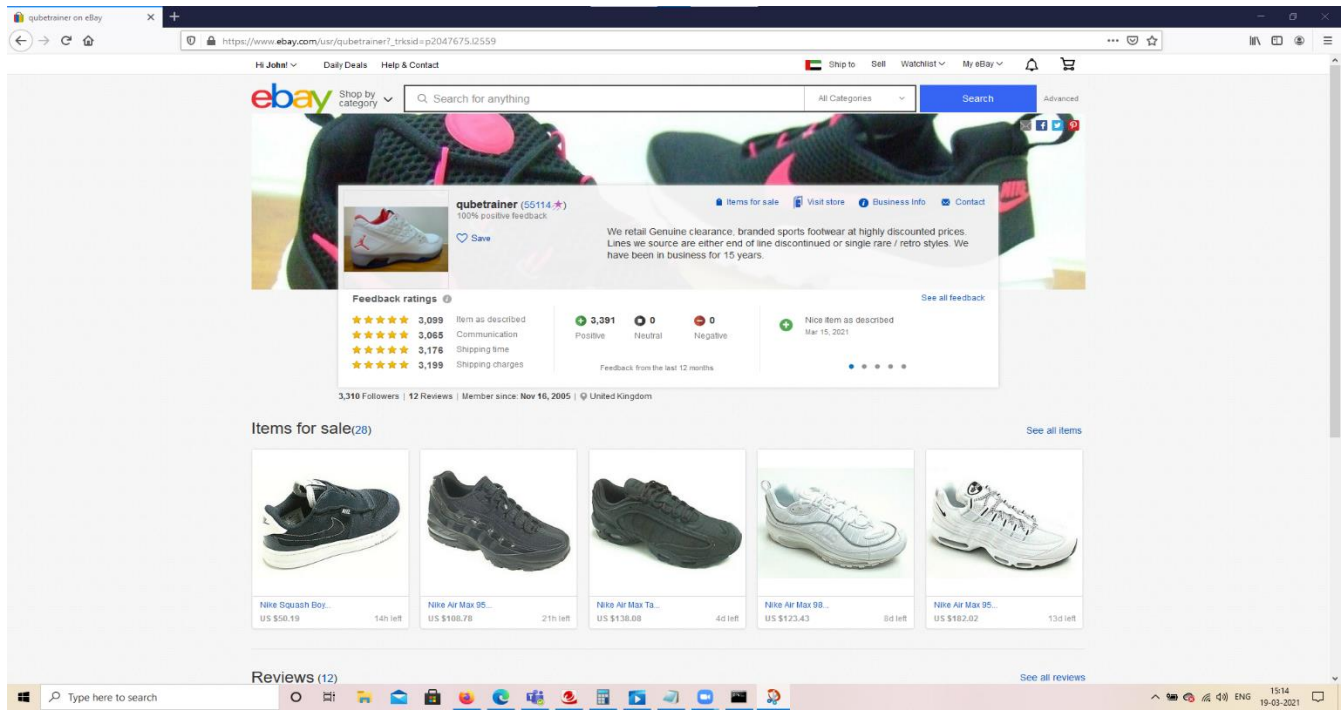 qubetrainer on eBay
https://www.ebay.com/usr/qubetrainer?_trksid=p2047675.l2559
Hi John! Daily Deals Help & Contact Ship to Sell Watchlist My eBay
ebay Shop by category Search for anything All Categories Search Advanced
qubetrainer (55114)
100% positive feedback
Save
Items for sale Visit store Business Info Contact
We retail Genuine clearance, branded sports footwear at highly discounted prices.
Lines we source are either end of line discontinued or single rare / retro styles. We
have been in business for 15 years.
Feedback ratings See all feedback
3,099 Item as described
3,065 Communication
3,176 Shipping time
3,199 Shipping charges
3,391 0 0
Positive Neutral Negative
Feedback from the last 12 months
Nice item as described
Mar 15, 2021
3,310 Followers | 12 Reviews | Member since: Nov 16, 2005 | United Kingdom
Items for sale(28) See all items
Nike Squash Boy...
US $50.19 14h left
Nike Air Max 95...
US $108.78 21h left
Nike Air Max Ta...
US $138.08 4d left
Nike Air Max 98...
US $123.43 8d left
Nike Air Max 95...
US $182.02 13d left
Reviews (12) See all reviews
Type here to search
ENG 15:14
19-03-2021